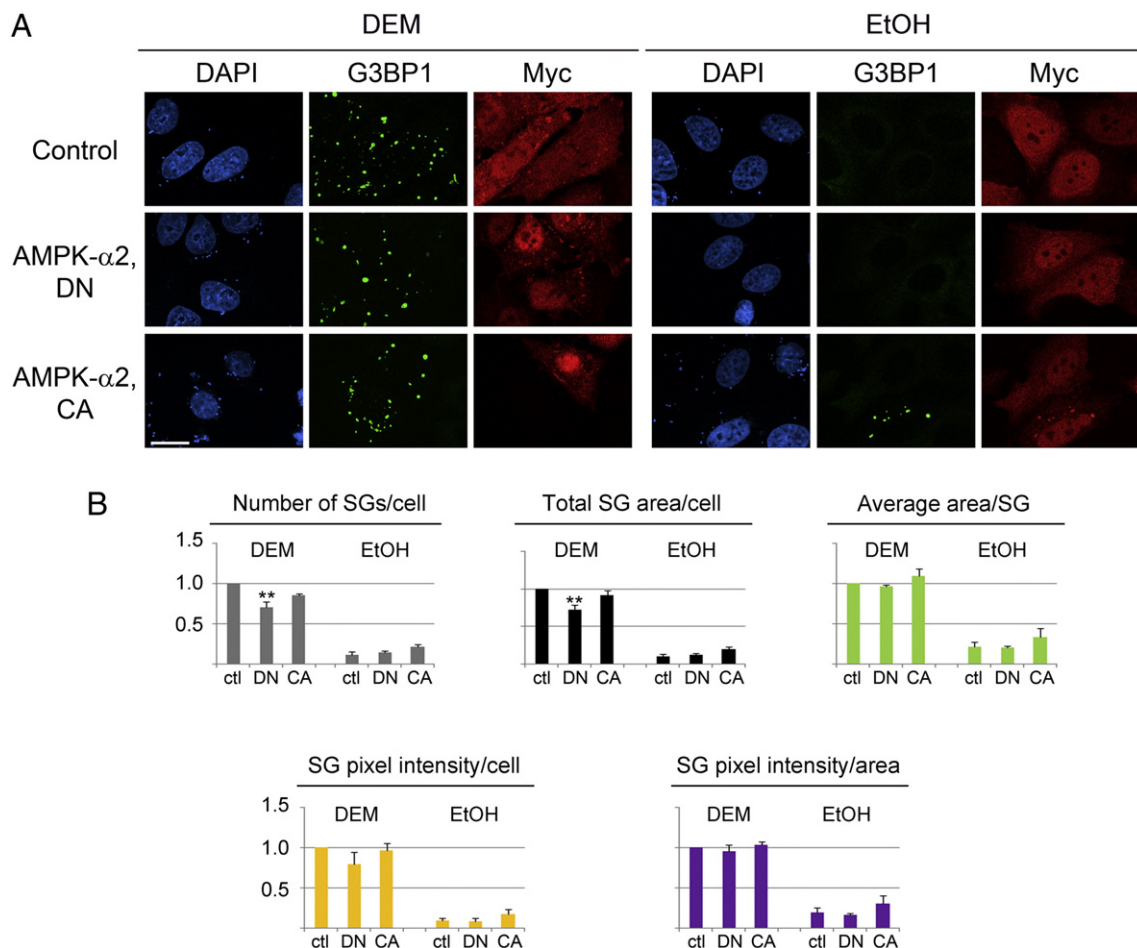 A
DEM EtOH
DAPI G3BP1 Myc DAPI G3BP1 Myc
Control
AMPK-α2,
DN
AMPK-α2,
CA
B
Number of SGs/cell Total SG area/cell Average area/SG
1.5
DEM EtOH DEM EtOH DEM EtOH
1.0
** **
0.5
ctl DN CA ctl DN CA ctl DN CA ctl DN CA ctl DN CA ctl DN CA
SG pixel intensity/cell SG pixel intensity/area
1.5
DEM EtOH DEM EtOH
1.0
0.5
ctl DN CA ctl DN CA ctl DN CA ctl DN CA